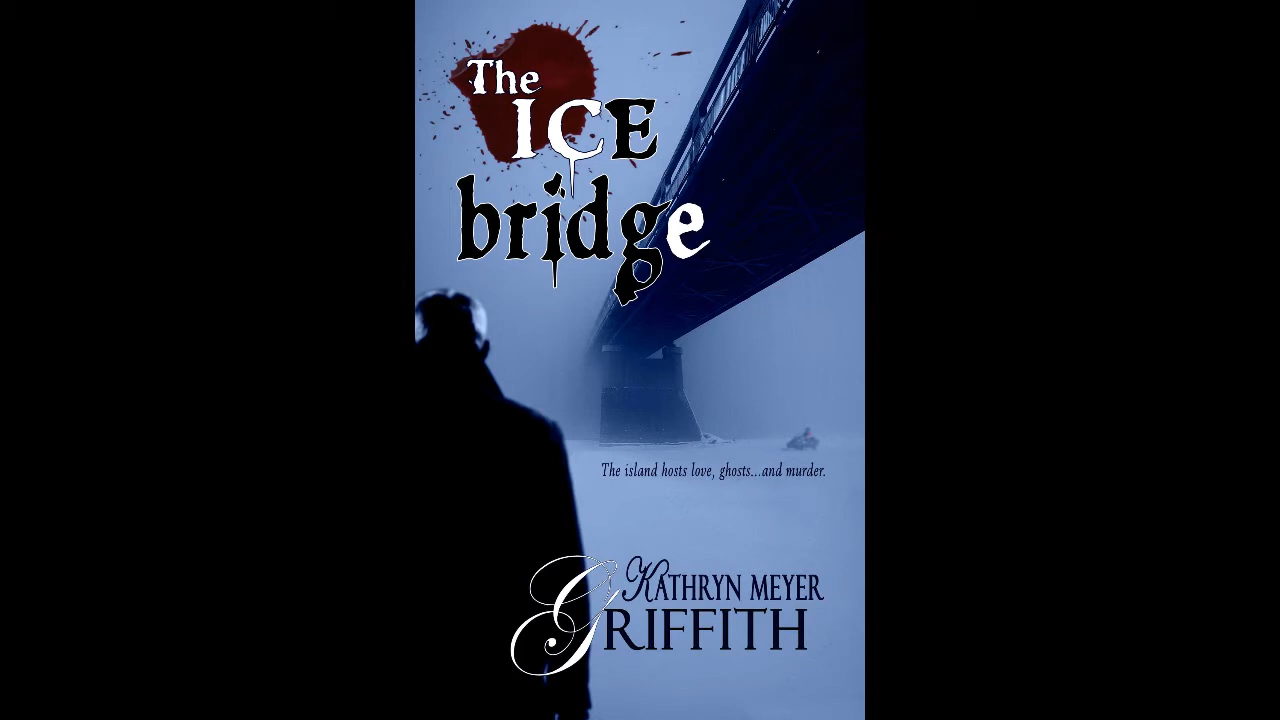 The
ICE
bridge
The island hosts love, ghosts...and murder.
KATHRYN MEYER
GRIFFITH